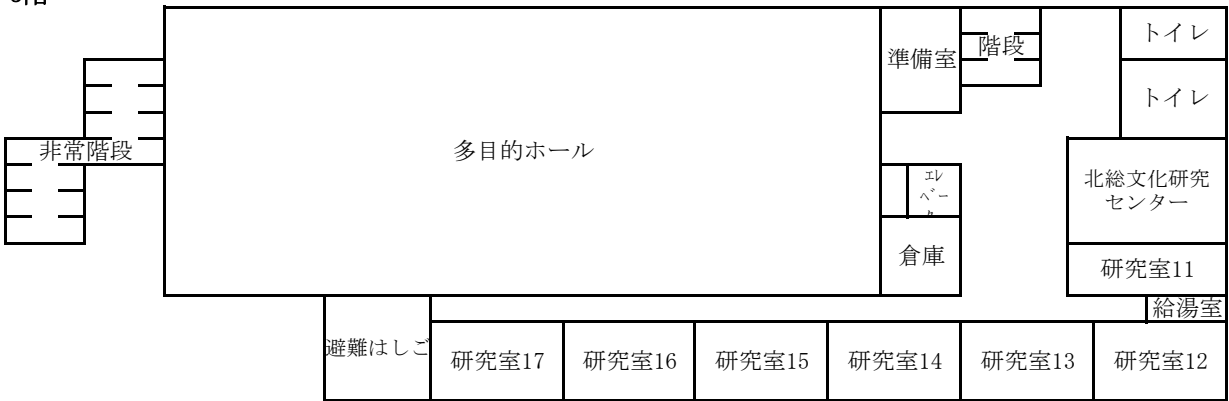 準備室
階段
トイレ
トイレ
非常階段
多目的ホール
北総文化研究
センター
エレ
ベー
倉庫
研究室11
給湯室
避難はしご
研究室17
研究室16
研究室15
研究室14
研究室13
研究室12